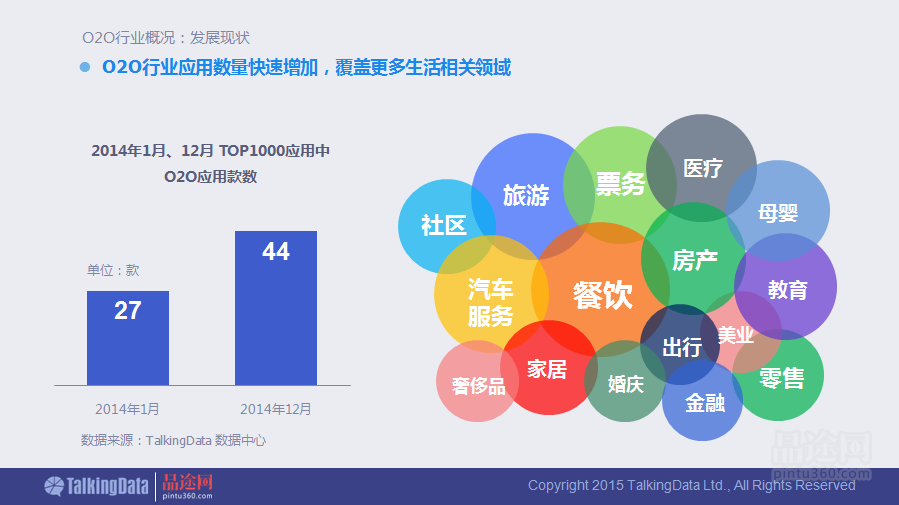 O2O行业概况：发展现状
O2O行业应用数量快速增加，覆盖更多生活相关领域
2014年1月、12月 TOP1000应用中
O2O应用款数
单位：款
27
44
2014年1月
2014年12月
数据来源：TalkingData 数据中心
社区
旅游
票务
医疗
母婴
汽车
服务
餐饮
房产
教育
奢侈品
家居
婚庆
出行
美业
金融
零售
品途网
pintu360.com
TalkingData
品途网
pintu360.com
Copyright 2015 TalkingData Ltd., All Rights Reserved